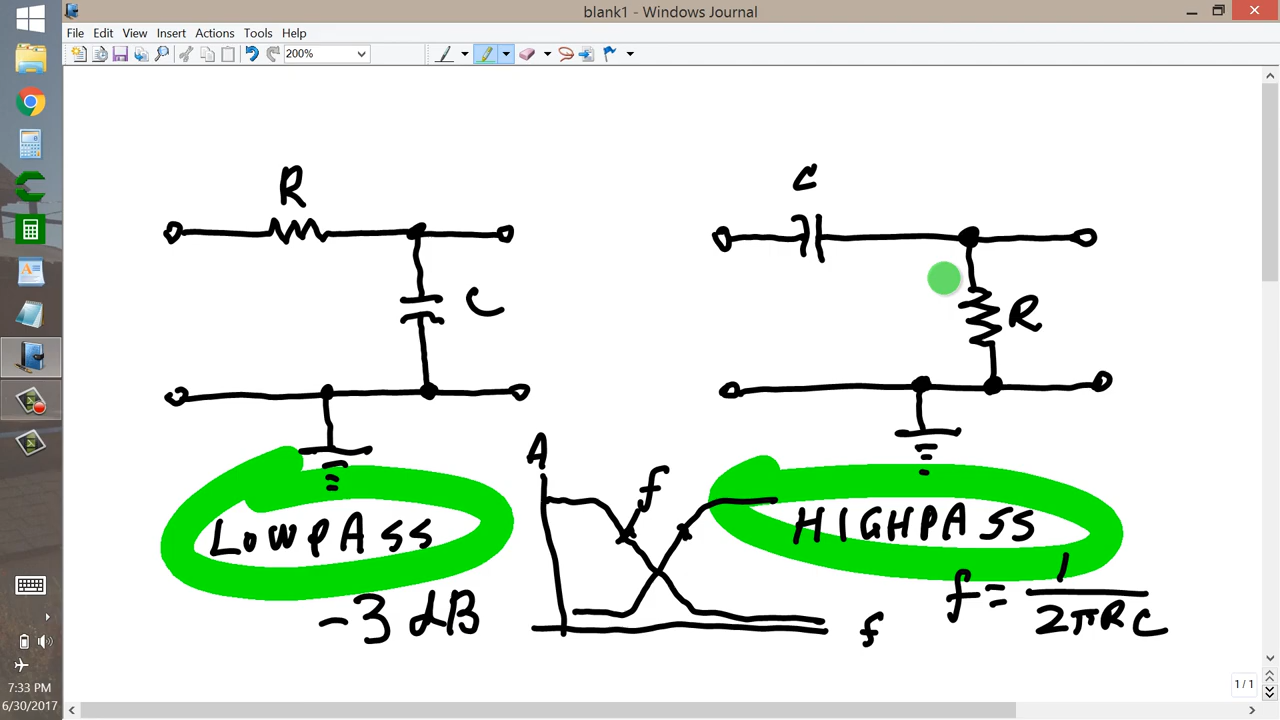 blank1 - Windows Journal
File Edit View Insert Actions Tools Help
200%
R
C
C
R
A
f
LOWPASS
HIGHPASS
-3 dB
f
f = 1/2πRC
1 / 1
7:33 PM
6/30/2017